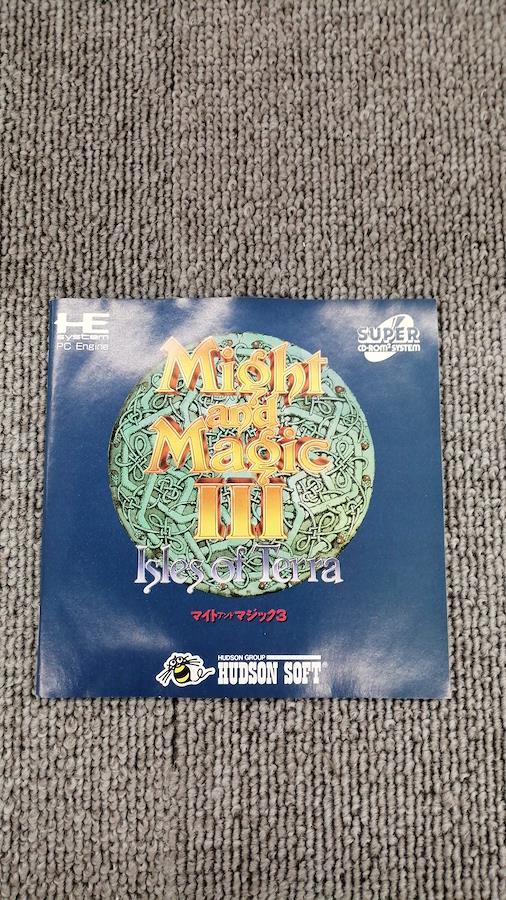 HE
system
PC Engine
SUPER
CD-ROM² SYSTEM
Might
and
Magic
III
Isles of Terra
マイトアンドマジック3
HUDSON GROUP
HUDSON SOFT®